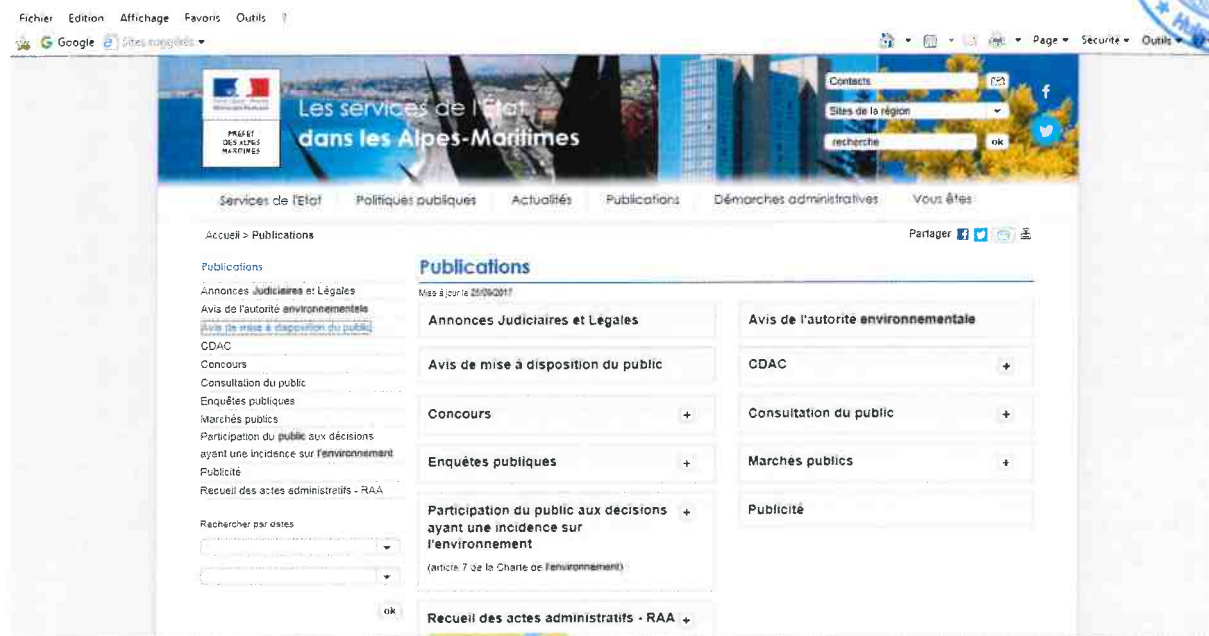 Fichier Edition Affichage Favoris Outils ?
Google Sites suggérés
Page Sécurité Outils
PRÉFET
DES ALPES
MARITIMES
Les services de l'État
dans les Alpes-Maritimes
Contacts
Sites de la région
recherche ok
Services de l'Etat Politiques publiques Actualités Publications Démarches administratives Vous êtes
Accueil > Publications
Partager
Publications
Annonces Judiciaires et Légales
Avis de l'autorité environnementale
Avis de mise à disposition du public
CDAC
Concours
Consultation du public
Enquêtes publiques
Marchés publics
Participation du public aux décisions
ayant une incidence sur l'environnement
Publicité
Recueil des actes administratifs - RAA
Rechercher par dates
ok
Publications
Mise à jour le 25/09/2017
Annonces Judiciaires et Légales
Avis de l'autorité environnementale
Avis de mise à disposition du public
CDAC +
Concours +
Consultation du public +
Enquêtes publiques +
Marchés publics +
Participation du public aux décisions +
ayant une incidence sur
l'environnement
(article 7 de la Charte de l'environnement)
Publicité
Recueil des actes administratifs - RAA +